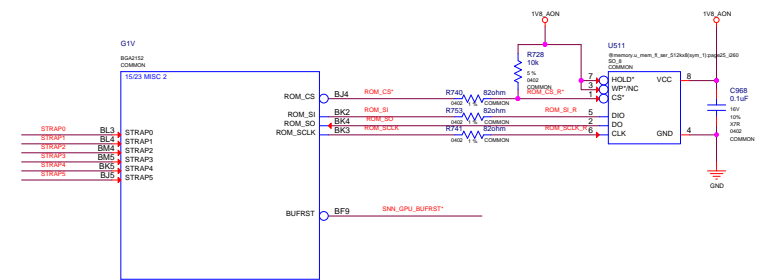 1V8_AON
1V8_AON
G1V
BGA2152
COMMON
15/23 MISC 2
U511
@memory.u_mem_fl_ser_512kx8(sym_1):page25_i260
SO_8
COMMON
R728
10k
5 %
0402
COMMON
7 HOLD* VCC 8
3 WP*/NC
1 CS*
C968
0.1uF
16V
10%
X7R
0402
COMMON
ROM_CS BJ4 ROM_CS* R740 82ohm ROM_CS_R*
0402 1 % COMMON
ROM_SI BK2 ROM_SI R753 82ohm ROM_SI_R 5 DIO
0402 1 % COMMON
ROM_SO BK4 ROM_SO 2 DO
ROM_SCLK BK3 ROM_SCLK R741 82ohm ROM_SCLK_R 6 CLK GND 4
0402 1 % COMMON
STRAP0 BL3 STRAP0
STRAP1 BL4 STRAP1
STRAP2 BM4 STRAP2
STRAP3 BM5 STRAP3
STRAP4 BK5 STRAP4
STRAP5 BJ5 STRAP5
GND
BUFRST BF9 SNN_GPU_BUFRST*